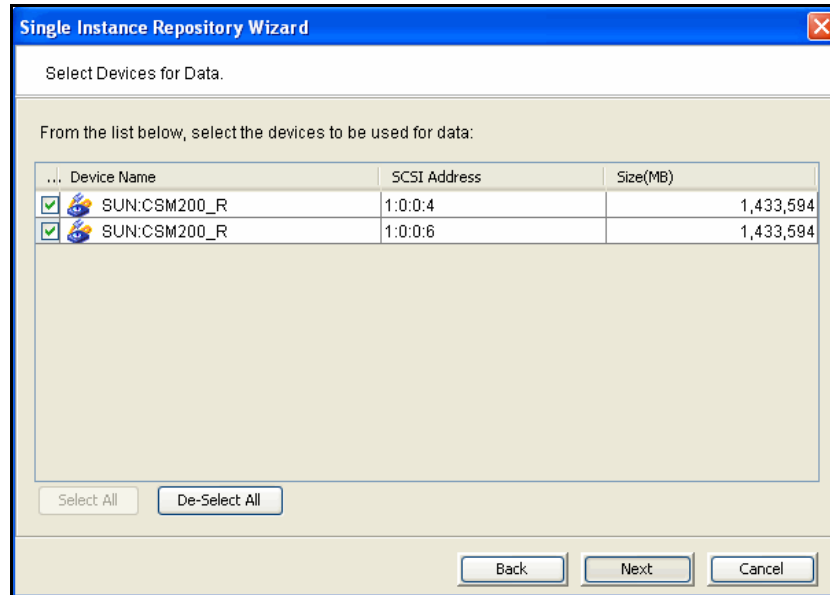 Single Instance Repository Wizard
Select Devices for Data.
From the list below, select the devices to be used for data:
... Device Name SCSI Address Size(MB)
SUN:CSM200_R 1:0:0:4 1,433,594
SUN:CSM200_R 1:0:0:6 1,433,594
Select All De-Select All
Back Next Cancel